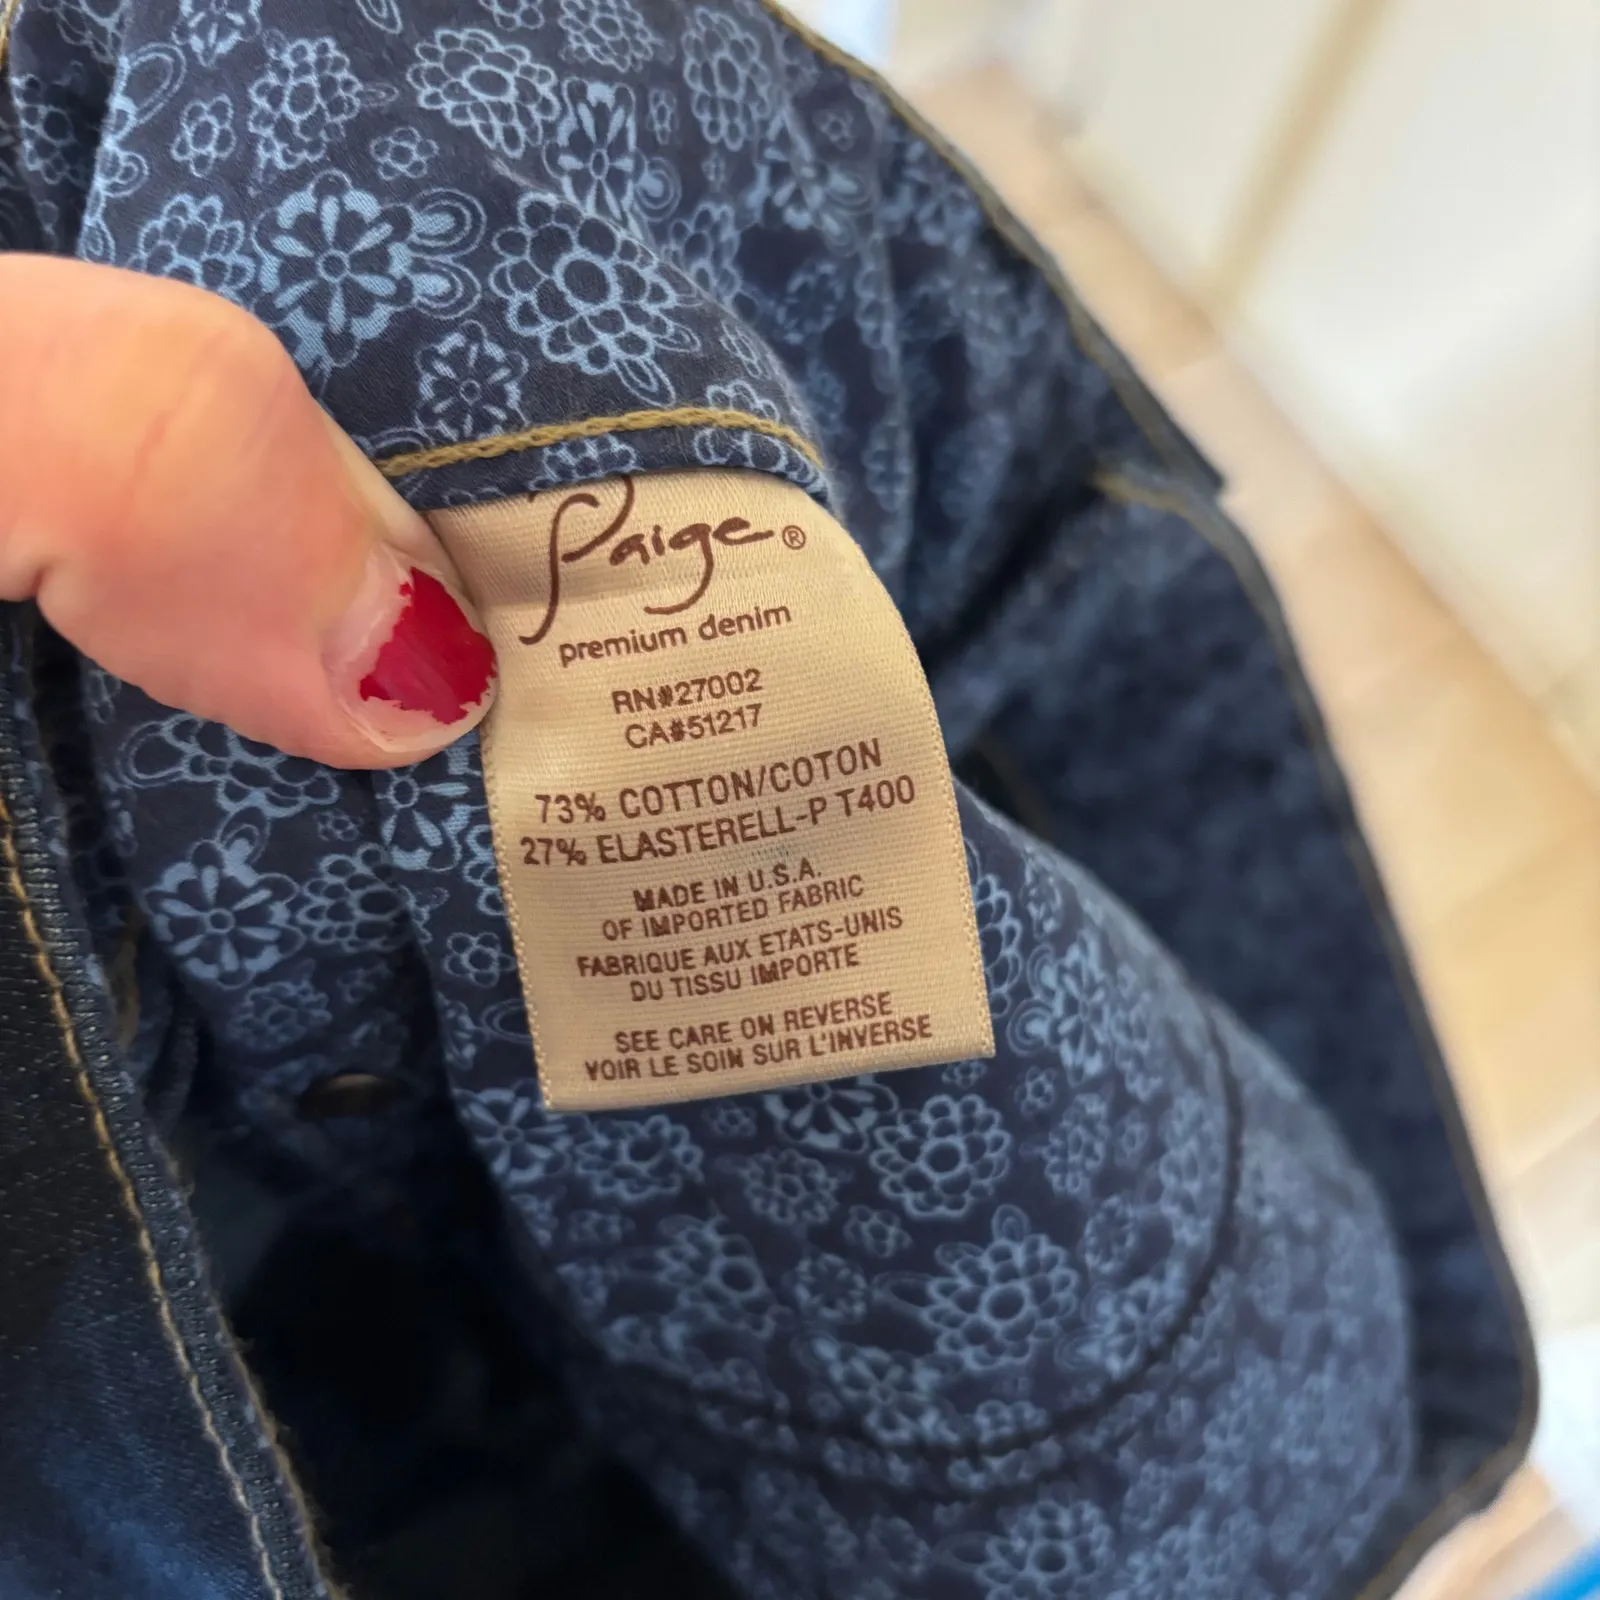 Paige®
premium denim
RN#27002
CA#51217
73% COTTON/COTON
27% ELASTERELL-P T400
MADE IN U.S.A.
OF IMPORTED FABRIC
FABRIQUE AUX ETATS-UNIS
DU TISSU IMPORTE
SEE CARE ON REVERSE
VOIR LE SOIN SUR L'INVERSE